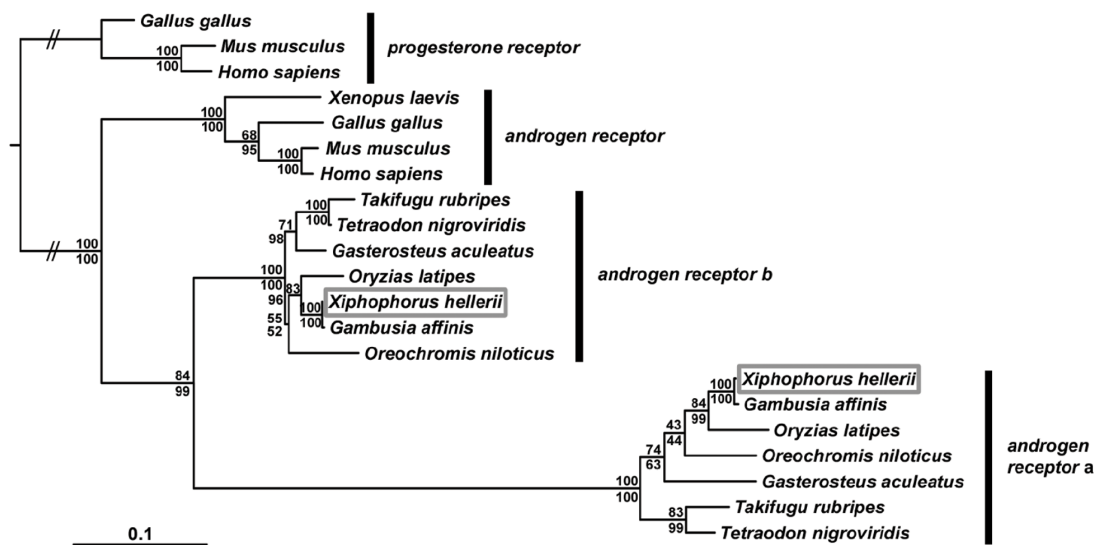 Gallus gallus
100
100
Mus musculus
Homo sapiens
progesterone receptor
100
100
Xenopus laevis
68
95
Gallus gallus
100
100
Mus musculus
Homo sapiens
androgen receptor
100
100
100
100
Takifugu rubripes
Tetraodon nigroviridis
71
98
Gasterosteus aculeatus
100
100
Oryzias latipes
83
96
100
100
Xiphophorus hellerii
Gambusia affinis
55
52
Oreochromis niloticus
androgen receptor b
84
99
100
100
Xiphophorus hellerii
Gambusia affinis
84
99
Oryzias latipes
43
44
Oreochromis niloticus
74
63
Gasterosteus aculeatus
100
100
83
99
Takifugu rubripes
Tetraodon nigroviridis
androgen
receptor a
0.1